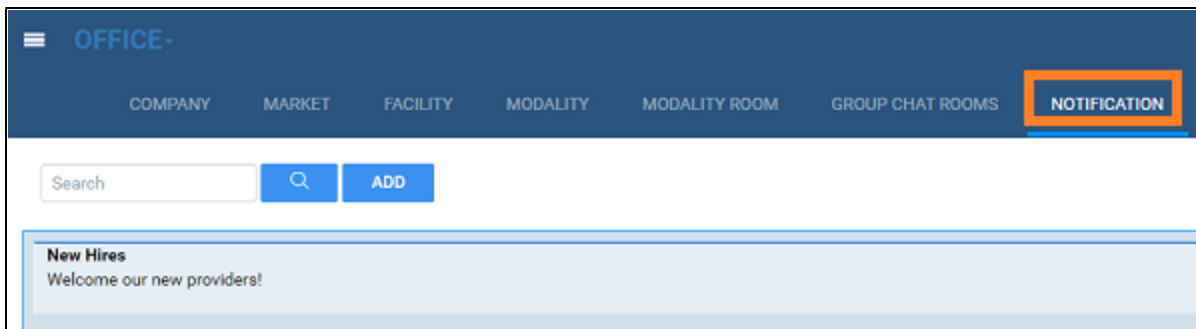 OFFICE
COMPANY MARKET FACILITY MODALITY MODALITY ROOM GROUP CHAT ROOMS NOTIFICATION
Search ADD
New Hires
Welcome our new providers!